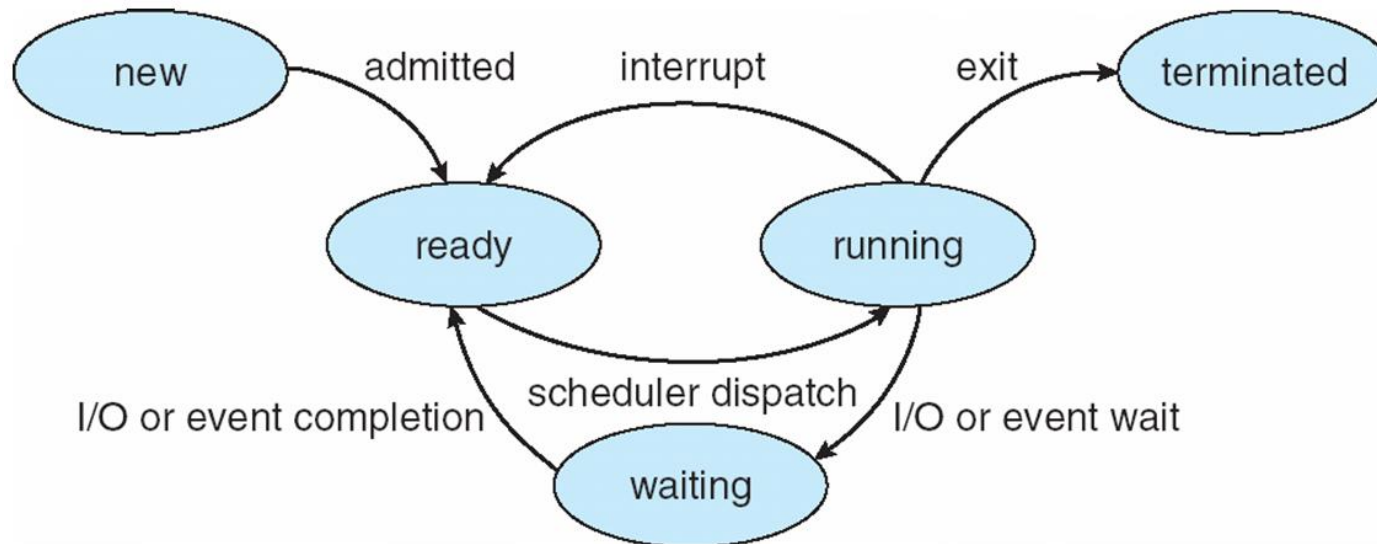 new
admitted
interrupt
exit
terminated
ready
running
scheduler dispatch
I/O or event completion
I/O or event wait
waiting